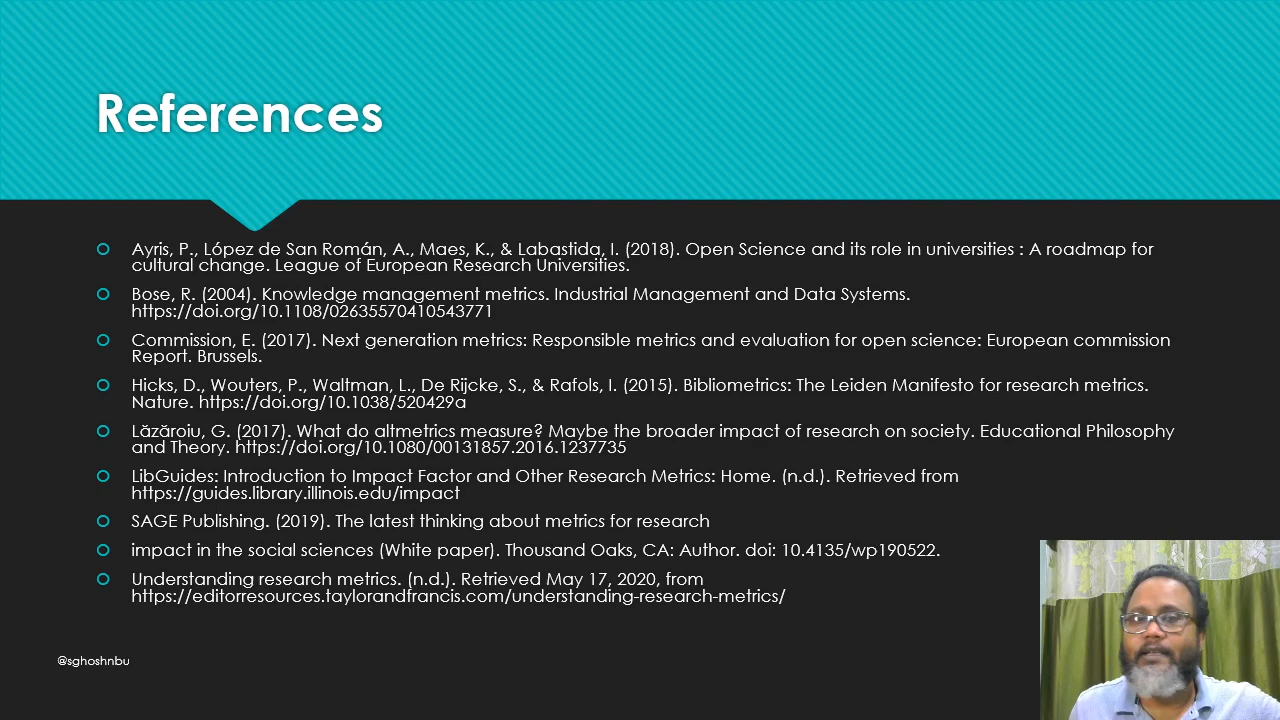 References
Ayris, P., López de San Román, A., Maes, K., & Labastida, I. (2018). Open Science and its role in universities : A roadmap for
cultural change. League of European Research Universities.
Bose, R. (2004). Knowledge management metrics. Industrial Management and Data Systems.
https://doi.org/10.1108/02635570410543771
Commission, E. (2017). Next generation metrics: Responsible metrics and evaluation for open science: European commission
Report. Brussels.
Hicks, D., Wouters, P., Waltman, L., De Rijcke, S., & Rafols, I. (2015). Bibliometrics: The Leiden Manifesto for research metrics.
Nature. https://doi.org/10.1038/520429a
Lăzăroiu, G. (2017). What do altmetrics measure? Maybe the broader impact of research on society. Educational Philosophy
and Theory. https://doi.org/10.1080/00131857.2016.1237735
LibGuides: Introduction to Impact Factor and Other Research Metrics: Home. (n.d.). Retrieved from
https://guides.library.illinois.edu/impact
SAGE Publishing. (2019). The latest thinking about metrics for research
impact in the social sciences (White paper). Thousand Oaks, CA: Author. doi: 10.4135/wp190522.
Understanding research metrics. (n.d.). Retrieved May 17, 2020, from
https://editorresources.taylorandfrancis.com/understanding-research-metrics/
@sghoshnbu